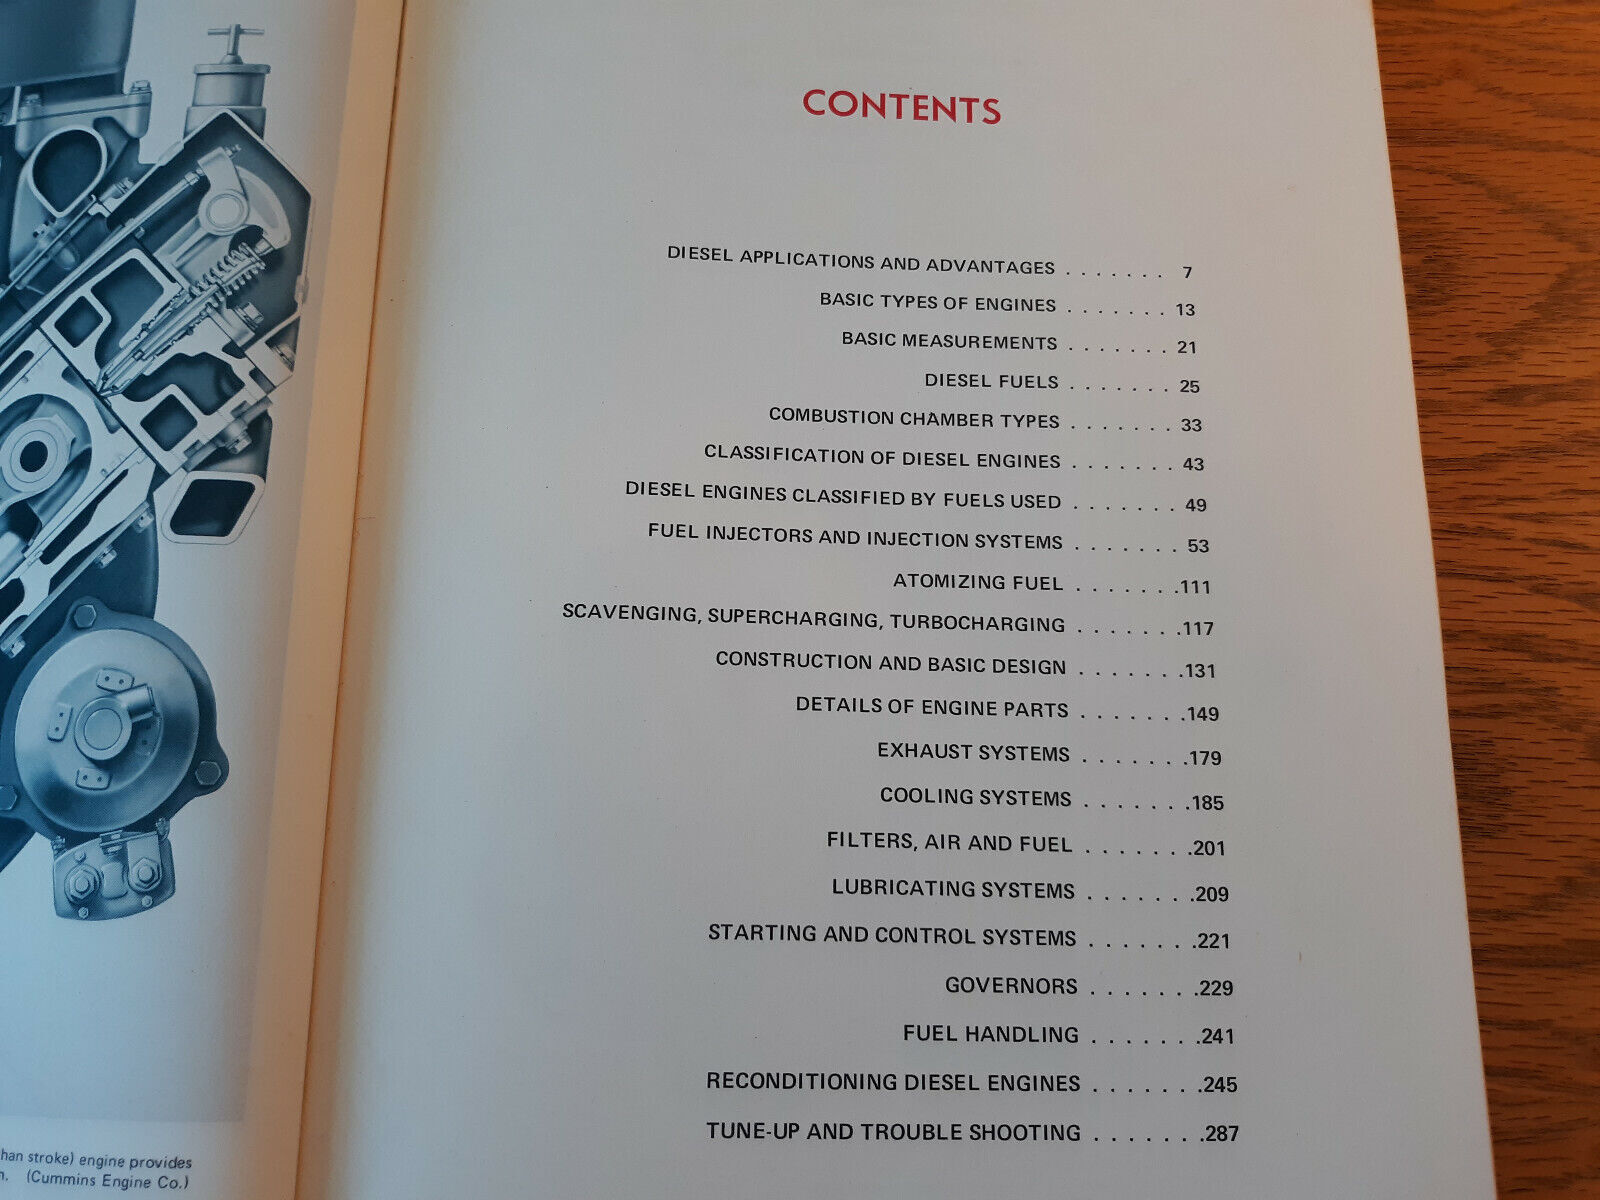 CONTENTS
DIESEL APPLICATIONS AND ADVANTAGES . . . . . . . 7
BASIC TYPES OF ENGINES . . . . . . . 13
BASIC MEASUREMENTS . . . . . . . 21
DIESEL FUELS . . . . . . . 25
COMBUSTION CHAMBER TYPES . . . . . . . 33
CLASSIFICATION OF DIESEL ENGINES . . . . . . . 43
DIESEL ENGINES CLASSIFIED BY FUELS USED . . . . . . . 49
FUEL INJECTORS AND INJECTION SYSTEMS . . . . . . . 53
ATOMIZING FUEL . . . . . . .111
SCAVENGING, SUPERCHARGING, TURBOCHARGING . . . . . . .117
CONSTRUCTION AND BASIC DESIGN . . . . . . .131
DETAILS OF ENGINE PARTS . . . . . . .149
EXHAUST SYSTEMS . . . . . . .179
COOLING SYSTEMS . . . . . . .185
FILTERS, AIR AND FUEL . . . . . . .201
LUBRICATING SYSTEMS . . . . . . .209
STARTING AND CONTROL SYSTEMS . . . . . . .221
GOVERNORS . . . . . . .229
FUEL HANDLING . . . . . . .241
RECONDITIONING DIESEL ENGINES . . . . . . .245
TUNE-UP AND TROUBLE SHOOTING . . . . . . .287
han stroke) engine provides
n. (Cummins Engine Co.)